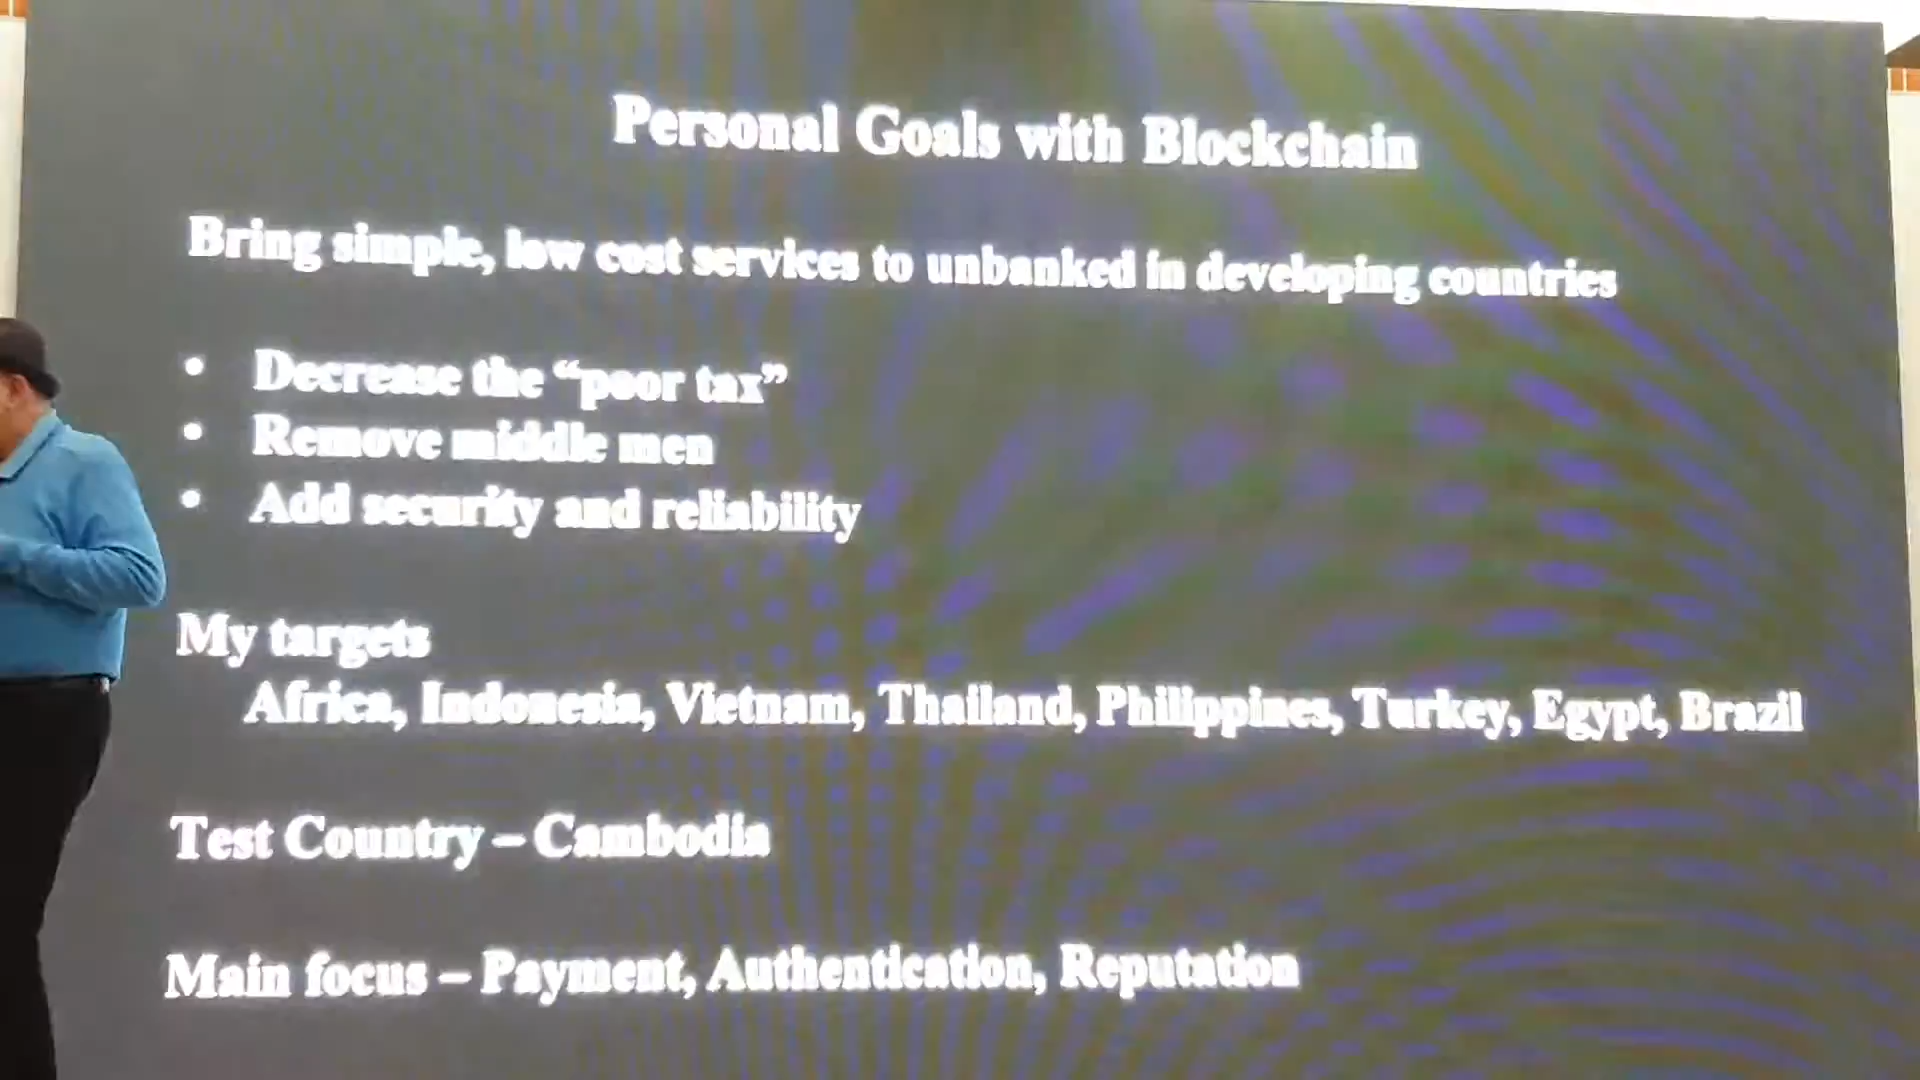 Personal Goals with Blockchain
Bring simple, low cost services to unbanked in developing countries
• Decrease the “poor tax”
• Remove middle men
• Add security and reliability
My targets
Africa, Indonesia, Vietnam, Thailand, Philippines, Turkey, Egypt, Brazil
Test Country – Cambodia
Main focus – Payment, Authentication, Reputation